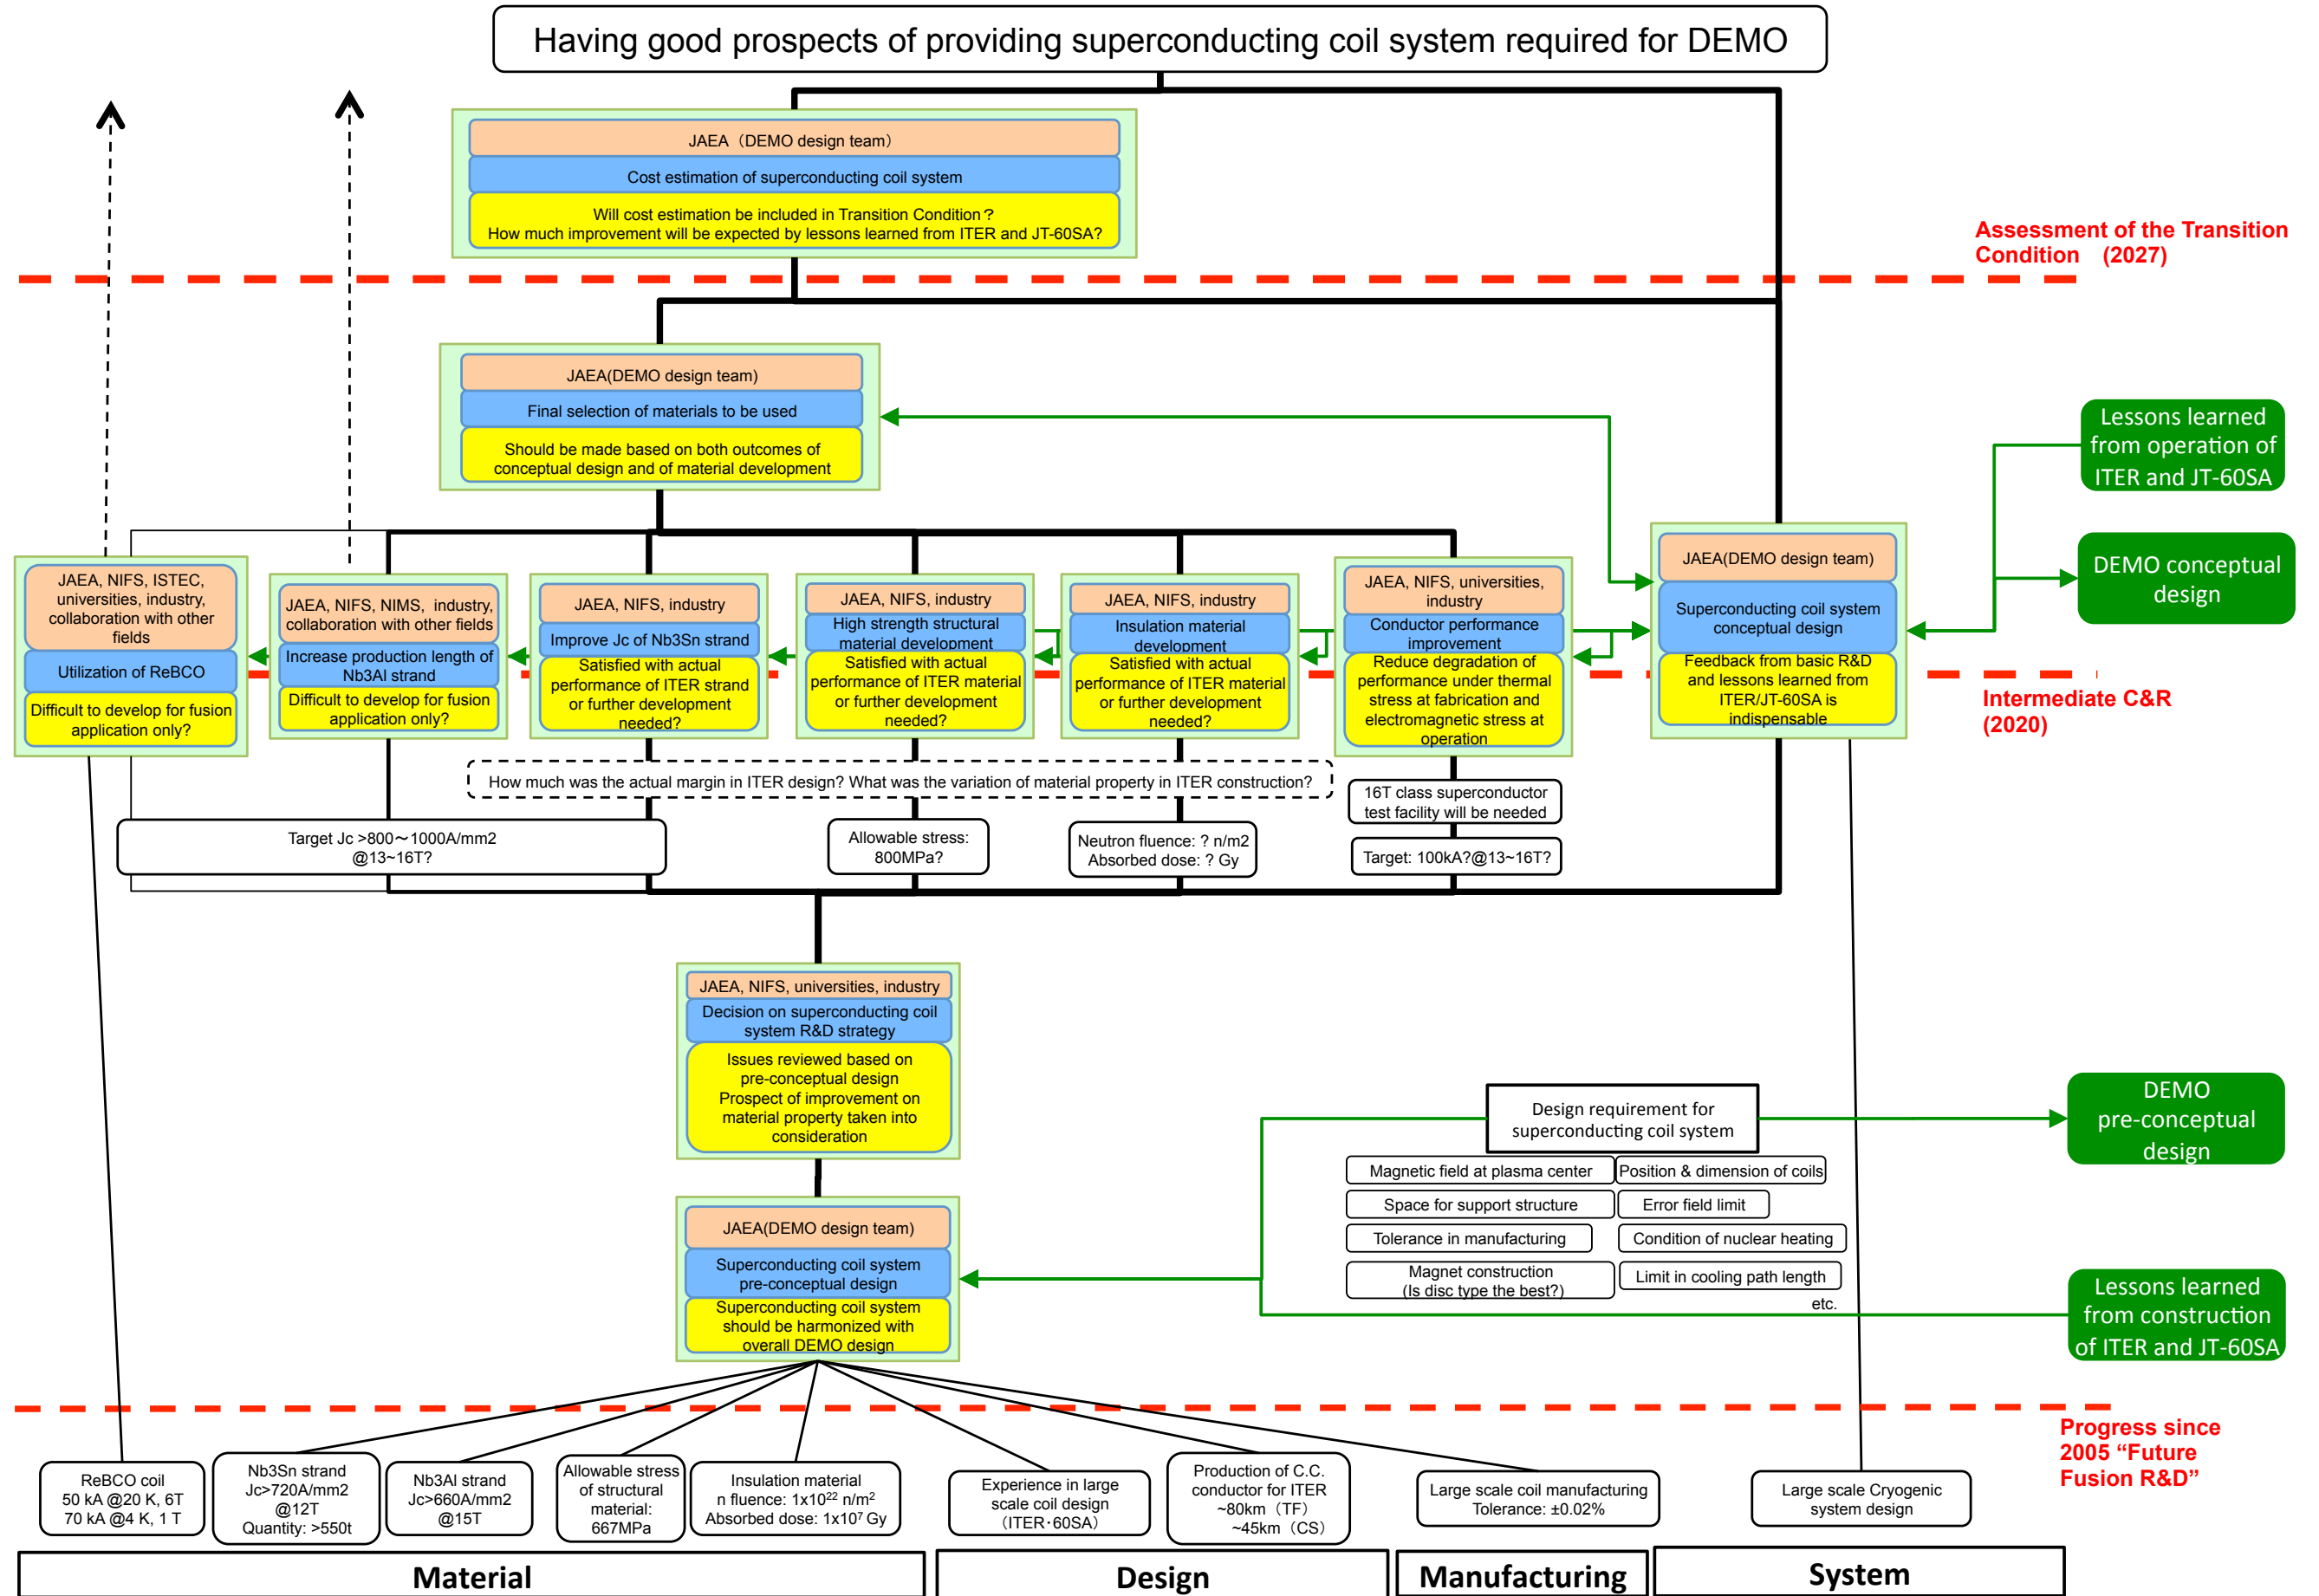 Having good prospects of providing superconducting coil system required for DEMO
JAEA（DEMO design team）
Cost estimation of superconducting coil system
Will cost estimation be included in Transition Condition？
How much improvement will be expected by lessons learned from ITER and JT-60SA?
Assessment of the Transition
Condition (2027)
JAEA(DEMO design team)
Final selection of materials to be used
Should be made based on both outcomes of
conceptual design and of material development
Lessons learned
from operation of
ITER and JT-60SA
DEMO conceptual
design
JAEA, NIFS, ISTEC,
universities, industry,
collaboration with other
fields
Utilization of ReBCO
Difficult to develop for fusion
application only?
JAEA, NIFS, NIMS, industry,
collaboration with other fields
Increase production length of
Nb3Al strand
Difficult to develop for fusion
application only?
JAEA, NIFS, industry
Improve Jc of Nb3Sn strand
Satisfied with actual
performance of ITER strand
or further development
needed?
JAEA, NIFS, industry
High strength structural
material development
Satisfied with actual
performance of ITER material
or further development
needed?
JAEA, NIFS, industry
Insulation material
development
Satisfied with actual
performance of ITER material
or further development
needed?
JAEA, NIFS, universities,
industry
Conductor performance
improvement
Reduce degradation of
performance under thermal
stress at fabrication and
electromagnetic stress at
operation
JAEA(DEMO design team)
Superconducting coil system
conceptual design
Feedback from basic R&D
and lessons learned from
ITER/JT-60SA is
indispensable
Intermediate C&R
(2020)
How much was the actual margin in ITER design? What was the variation of material property in ITER construction?
16T class superconductor
test facility will be needed
Target Jc >800～1000A/mm2
@13~16T?
Allowable stress:
800MPa?
Neutron fluence: ? n/m2
Absorbed dose: ? Gy
Target: 100kA?@13~16T?
JAEA, NIFS, universities, industry
Decision on superconducting coil
system R&D strategy
Issues reviewed based on
pre-conceptual design
Prospect of improvement on
material property taken into
consideration
Design requirement for
superconducting coil system
DEMO
pre-conceptual
design
Magnetic field at plasma center
Position & dimension of coils
Space for support structure
Error field limit
Tolerance in manufacturing
Condition of nuclear heating
Magnet construction
(Is disc type the best?)
Limit in cooling path length
etc.
JAEA(DEMO design team)
Superconducting coil system
pre-conceptual design
Superconducting coil system
should be harmonized with
overall DEMO design
Lessons learned
from construction
of ITER and JT-60SA
Progress since
2005 “Future
Fusion R&D”
ReBCO coil
50 kA @20 K, 6T
70 kA @4 K, 1 T
Nb3Sn strand
Jc>720A/mm2
@12T
Quantity: >550t
Nb3Al strand
Jc>660A/mm2
@15T
Allowable stress
of structural
material:
667MPa
Insulation material
n fluence: 1x10²² n/m²
Absorbed dose: 1x10⁷ Gy
Experience in large
scale coil design
（ITER・60SA）
Production of C.C.
conductor for ITER
~80km（TF）
~45km（CS）
Large scale coil manufacturing
Tolerance: ±0.02%
Large scale Cryogenic
system design
Material
Design
Manufacturing
System